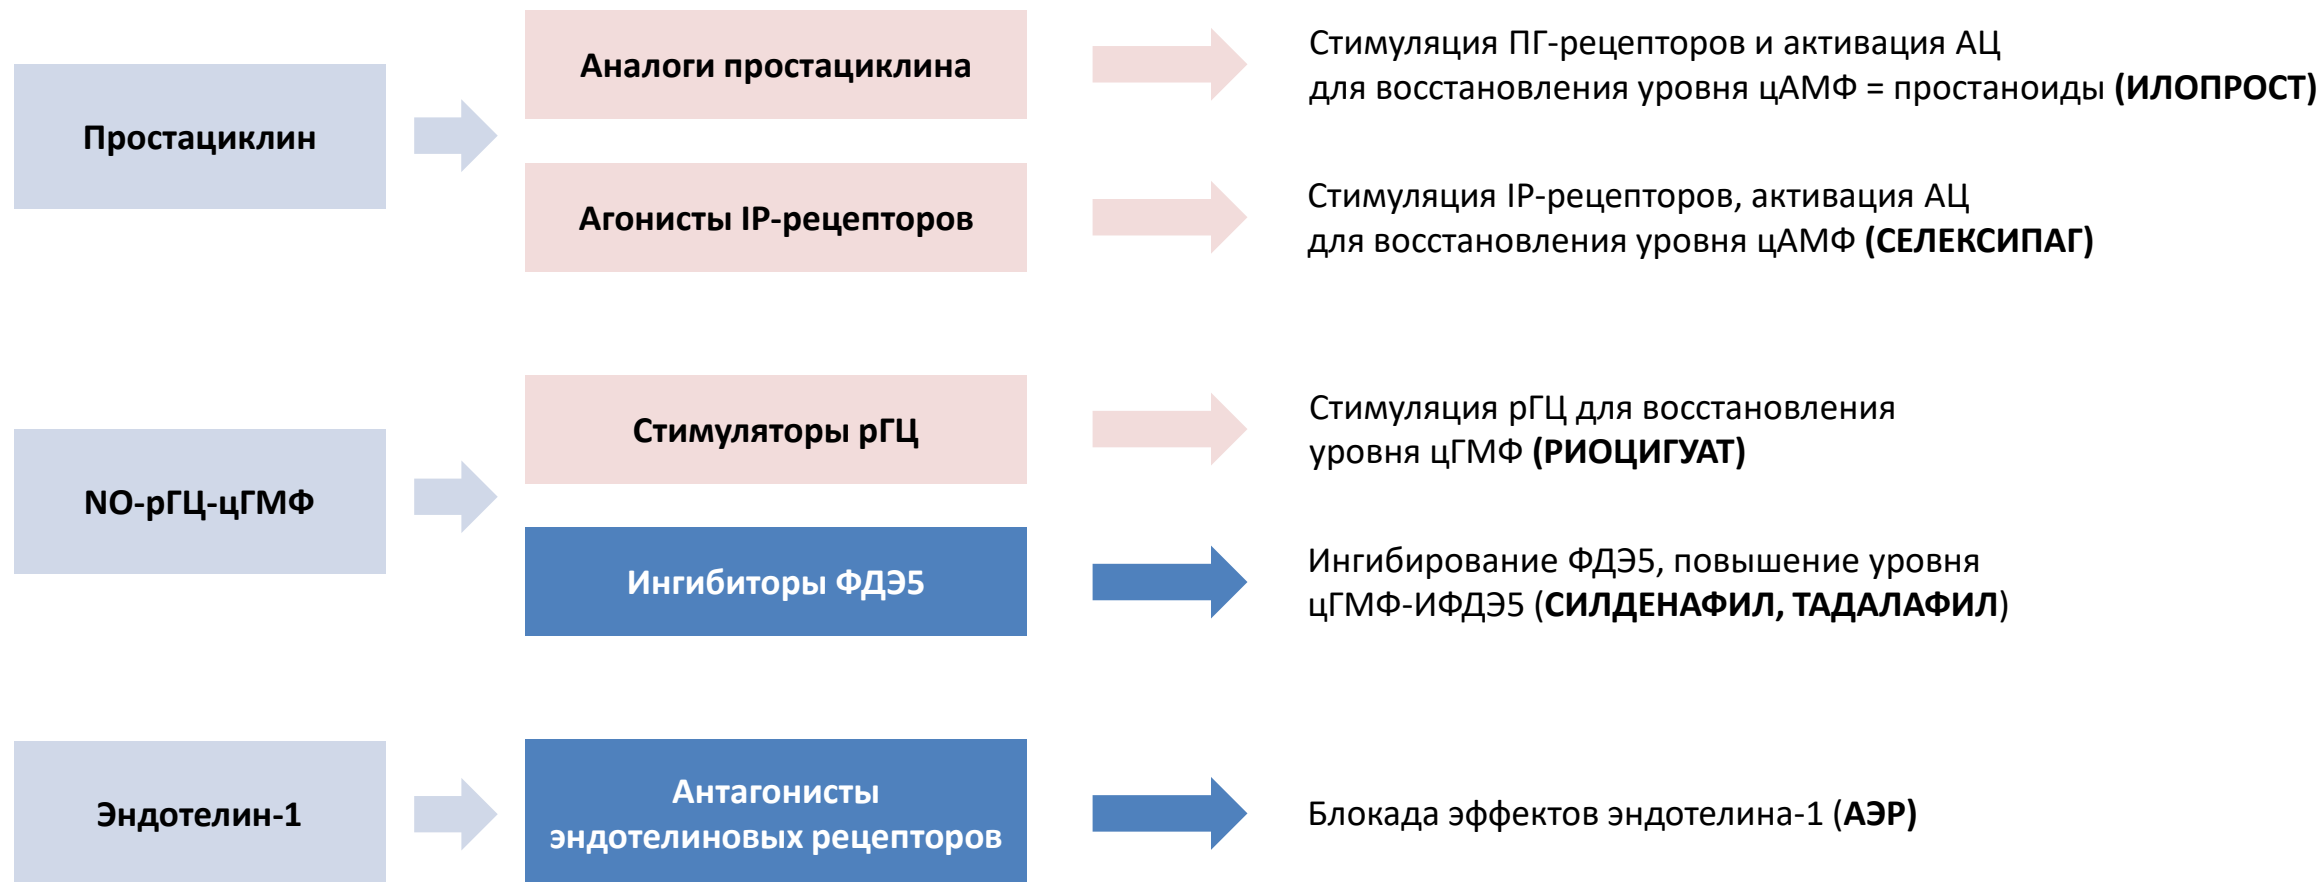 Простациклин
Аналоги простациклина
Стимуляция ПГ-рецепторов и активация АЦ
для восстановления уровня цАМФ = простаноиды (ИЛОПРОСТ)
Агонисты IP-рецепторов
Стимуляция IP-рецепторов, активация АЦ
для восстановления уровня цАМФ (СЕЛЕКСИПАГ)
NO-рГЦ-цГМФ
Стимуляторы рГЦ
Стимуляция рГЦ для восстановления
уровня цГМФ (РИОЦИГУАТ)
Ингибиторы ФДЭ5
Ингибирование ФДЭ5, повышение уровня
цГМФ-ИФДЭ5 (СИЛДЕНАФИЛ, ТАДАЛАФИЛ)
Эндотелин-1
Антагонисты
эндотелиновых рецепторов
Блокада эффектов эндотелина-1 (АЭР)